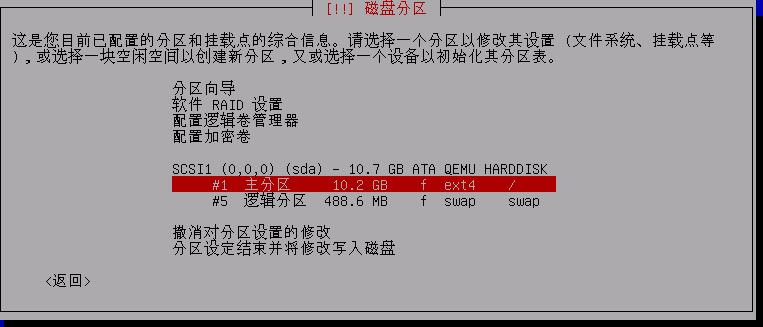 [!!] 磁盘分区
这是您目前已配置的分区和挂载点的综合信息。请选择一个分区以修改其设置 (文件系统、挂载点等
),或选择一块空闲空间以创建新分区,又或选择一个设备以初始化其分区表。
分区向导
软件 RAID 设置
配置逻辑卷管理器
配置加密卷
SCSI1 (0,0,0) (sda) - 10.7 GB ATA QEMU HARDDISK
#1 主分区 10.2 GB f ext4 /
#5 逻辑分区 488.6 MB f swap swap
撤消对分区设置的修改
分区设定结束并将修改写入磁盘
<返回>